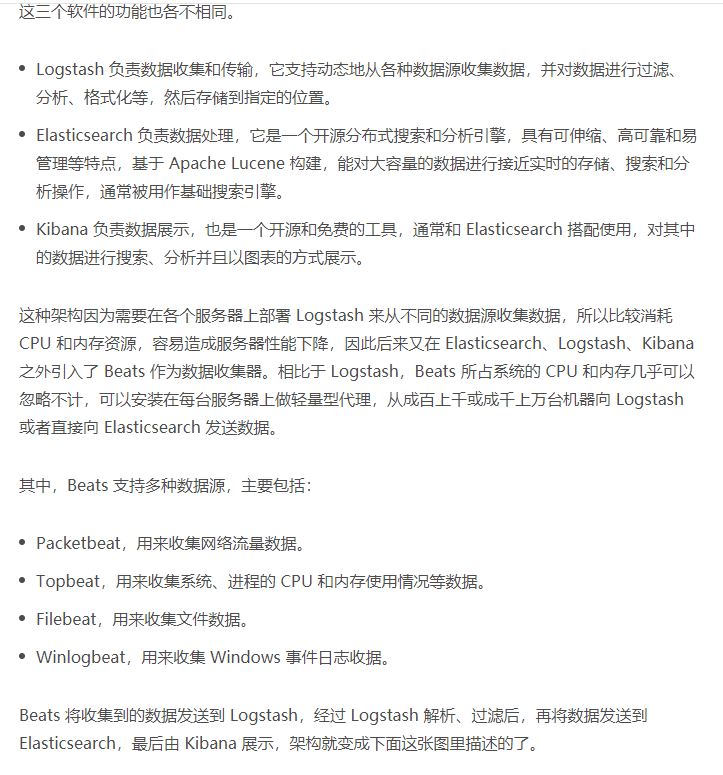 这三个软件的功能也各不相同。
Logstash 负责数据收集和传输，它支持动态地从各种数据源收集数据，并对数据进行过滤、
分析、格式化等，然后存储到指定的位置。
Elasticsearch 负责数据处理，它是一个开源分布式搜索和分析引擎，具有可伸缩、高可靠和易
管理等特点，基于 Apache Lucene 构建，能对大容量的数据进行接近实时的存储、搜索和分
析操作，通常被用作基础搜索引擎。
Kibana 负责数据展示，也是一个开源和免费的工具，通常和 Elasticsearch 搭配使用，对其中
的数据进行搜索、分析并且以图表的方式展示。
这种架构因为需要在各个服务器上部署 Logstash 来从不同的数据源收集数据，所以比较消耗
CPU 和内存资源，容易造成服务器性能下降，因此后来又在 Elasticsearch、Logstash、Kibana
之外引入了 Beats 作为数据收集器。相比于 Logstash，Beats 所占系统的 CPU 和内存几乎可以
忽略不计，可以安装在每台服务器上做轻量型代理，从成百上千或成千上万台机器向 Logstash
或者直接向 Elasticsearch 发送数据。
其中，Beats 支持多种数据源，主要包括：
Packetbeat，用来收集网络流量数据。
Topbeat，用来收集系统、进程的 CPU 和内存使用情况等数据。
Filebeat，用来收集文件数据。
Winlogbeat，用来收集 Windows 事件日志收据。
Beats 将收集到的数据发送到 Logstash，经过 Logstash 解析、过滤后，再将数据发送到
Elasticsearch，最后由 Kibana 展示，架构就变成下面这张图里描述的了。